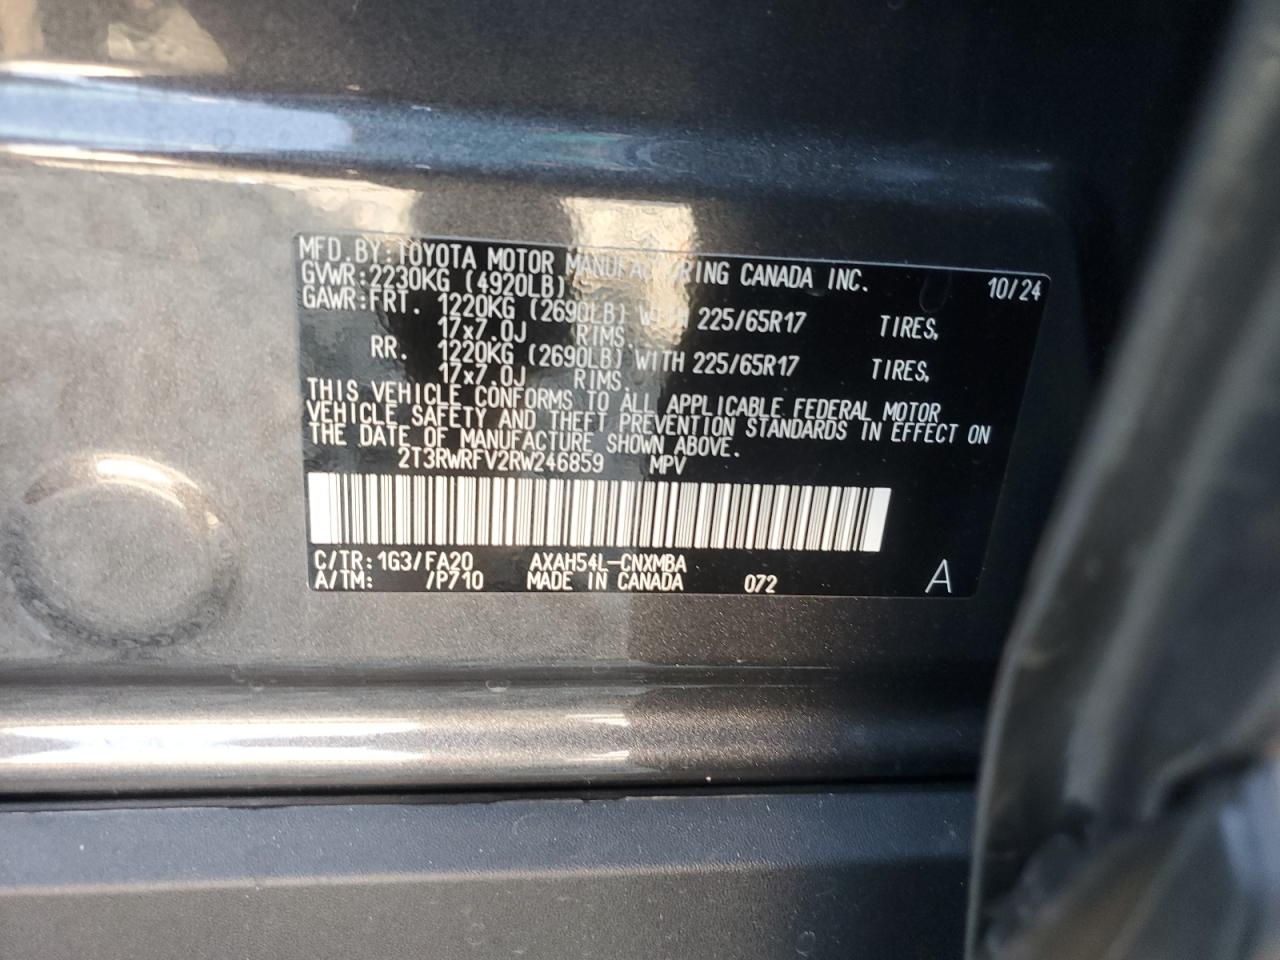 MFD.BY:TOYOTA MOTOR MANUFACTURING CANADA INC. 10/24
GVWR:2230KG (4920LB)
GAWR:FRT. 1220KG (2690LB) WITH 225/65R17 TIRES,
17x7.0J RIMS.
RR. 1220KG (2690LB) WITH 225/65R17 TIRES,
17x7.0J RIMS.
THIS VEHICLE CONFORMS TO ALL APPLICABLE FEDERAL MOTOR
VEHICLE SAFETY AND THEFT PREVENTION STANDARDS IN EFFECT ON
THE DATE OF MANUFACTURE SHOWN ABOVE.
2T3RWRFV2RW246859 MPV
C/TR:1G3/FA20 AXAH54L-CNXMBA
A/TM: /P710 MADE IN CANADA 072 A